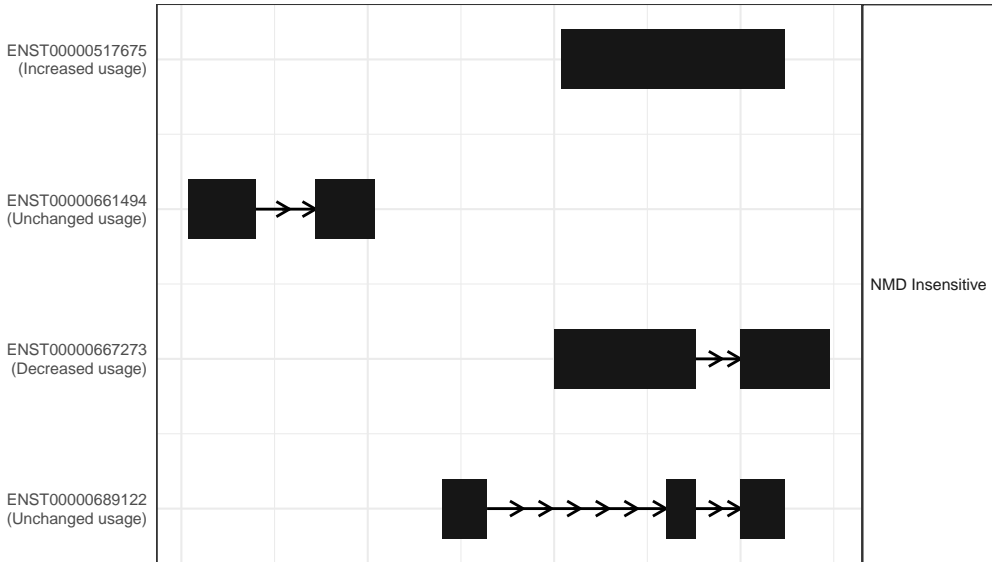 ENST00000517675
(Increased usage)
ENST00000661494
(Unchanged usage)
NMD Insensitive
ENST00000667273
(Decreased usage)
ENST00000689122
(Unchanged usage)